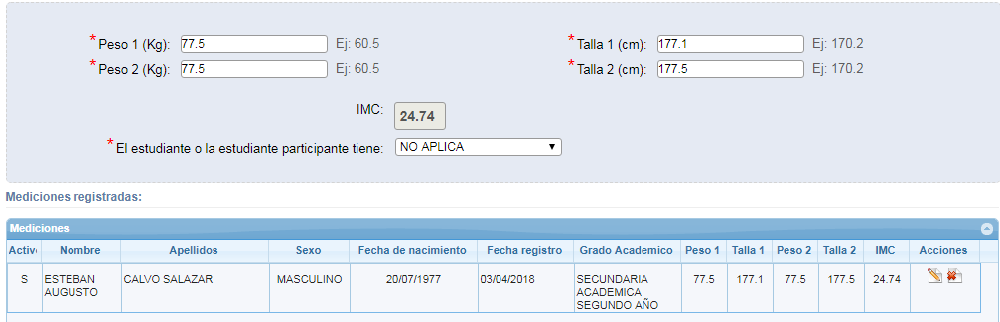 *Peso 1 (Kg): 77.5 Ej: 60.5 *Talla 1 (cm): 177.1 Ej: 170.2
*Peso 2 (Kg): 77.5 Ej: 60.5 *Talla 2 (cm): 177.5 Ej: 170.2
IMC: 24.74
*El estudiante o la estudiante participante tiene: NO APLICA
Mediciones registradas:
Mediciones
Activo Nombre Apellidos Sexo Fecha de nacimiento Fecha registro Grado Academico Peso 1 Talla 1 Peso 2 Talla 2 IMC Acciones
S ESTEBAN CALVO SALAZAR MASCULINO 20/07/1977 03/04/2018 SECUNDARIA 77.5 177.1 77.5 177.5 24.74
AUGUSTO ACADEMICA
SEGUNDO AÑO